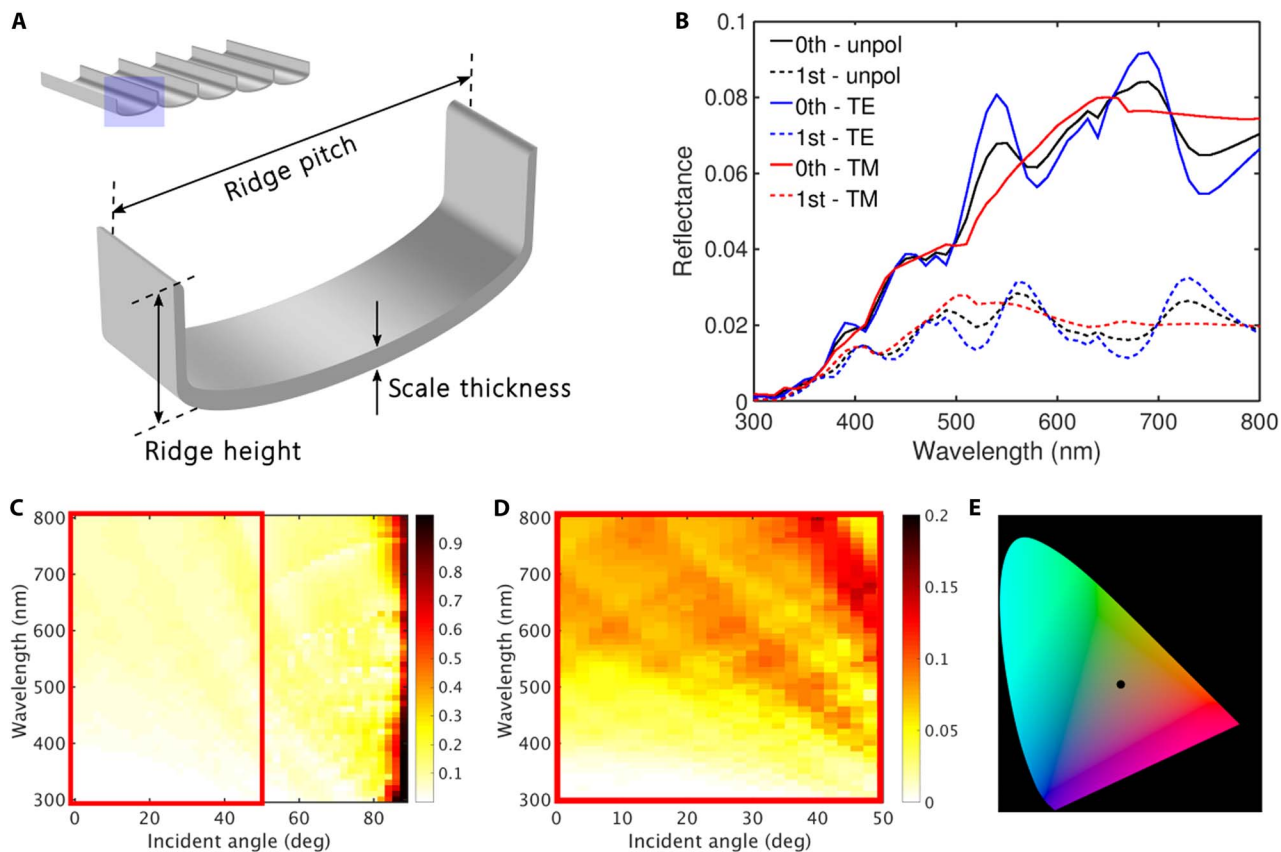 A
Ridge pitch
Scale thickness
Ridge height
B
0.1
0.08
0.06
0.04
0.02
0
Reflectance
0th - unpol
1st - unpol
0th - TE
1st - TE
0th - TM
1st - TM
300 400 500 600 700 800
Wavelength (nm)
C
800
700
600
500
400
300
Wavelength (nm)
0 20 40 60 80
Incident angle (deg)
0.9
0.8
0.7
0.6
0.5
0.4
0.3
0.2
0.1
D
800
700
600
500
400
300
Wavelength (nm)
0 10 20 30 40 50
Incident angle (deg)
0.2
0.15
0.1
0.05
0
E